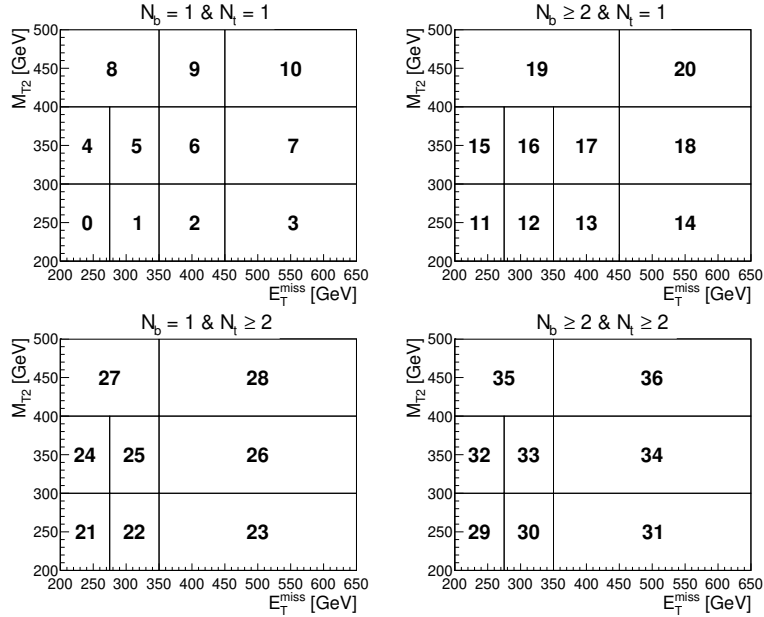 N_b = 1 & N_t = 1
M_T2 [GeV]
500
450
400
350
300
250
200
8 9 10
4 5 6 7
0 1 2 3
200 250 300 350 400 450 500 550 600 650
E_T^miss [GeV]
N_b ≥ 2 & N_t = 1
M_T2 [GeV]
500
450
400
350
300
250
200
19 20
15 16 17 18
11 12 13 14
200 250 300 350 400 450 500 550 600 650
E_T^miss [GeV]
N_b = 1 & N_t ≥ 2
M_T2 [GeV]
500
450
400
350
300
250
200
27 28
24 25 26
21 22 23
200 250 300 350 400 450 500 550 600 650
E_T^miss [GeV]
N_b ≥ 2 & N_t ≥ 2
M_T2 [GeV]
500
450
400
350
300
250
200
35 36
32 33 34
29 30 31
200 250 300 350 400 450 500 550 600 650
E_T^miss [GeV]